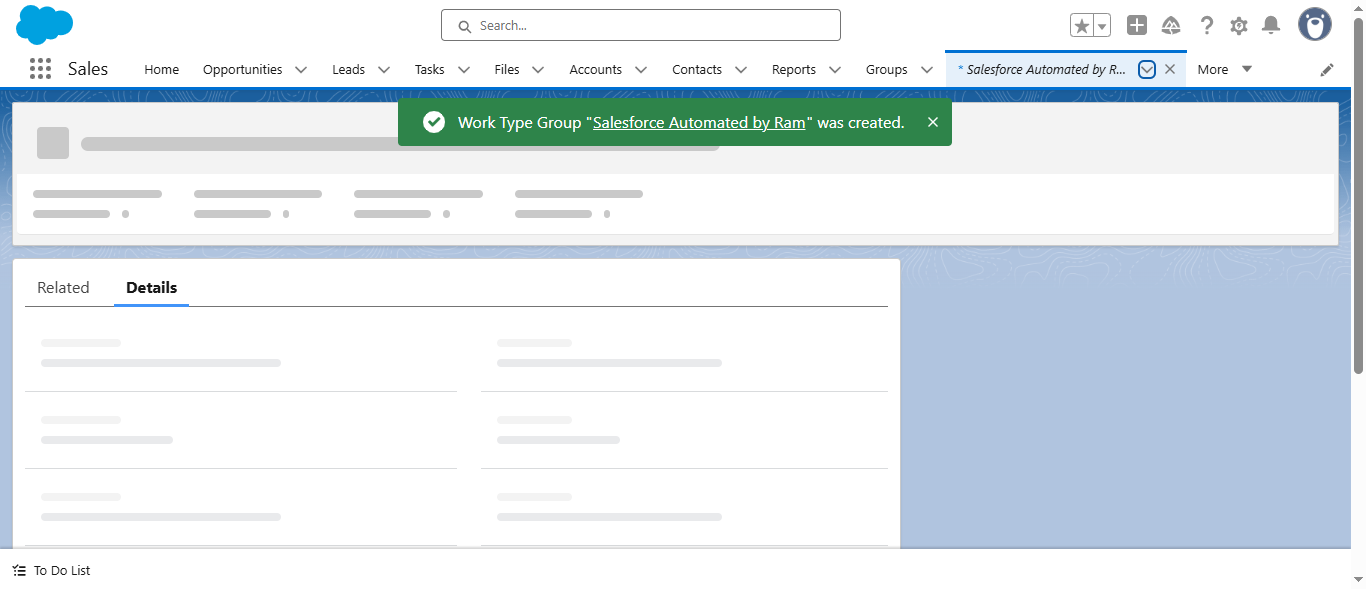 Search...
Sales
Home
Opportunities
Leads
Tasks
Files
Accounts
Contacts
Reports
Groups
* Salesforce Automated by R...
More
Work Type Group "Salesforce Automated by Ram" was created.
Related
Details
To Do List